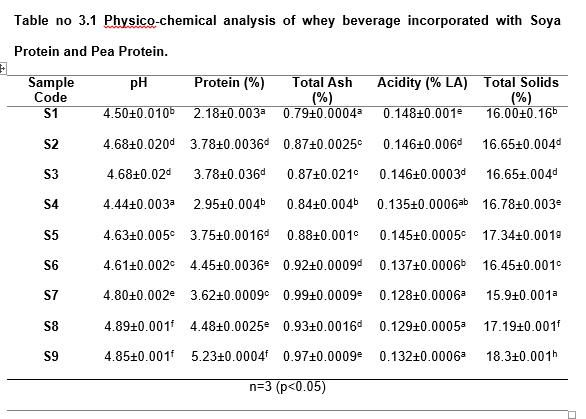 Table no 3.1 Physico-chemical analysis of whey beverage incorporated with Soya
Protein and Pea Protein.
Sample Code pH Protein (%) Total Ash (%) Acidity (% LA) Total Solids (%)
S1 4.50±0.010ᵇ 2.18±0.003ᵃ 0.79±0.0004ᵃ 0.148±0.001ᵉ 16.00±0.16ᵇ
S2 4.68±0.020ᵈ 3.78±0.0036ᵈ 0.87±0.0025ᶜ 0.146±0.006ᵈ 16.65±0.004ᵈ
S3 4.68±0.02ᵈ 3.78±0.036ᵈ 0.87±0.021ᶜ 0.146±0.0003ᵈ 16.65±.004ᵈ
S4 4.44±0.003ᵃ 2.95±0.004ᵇ 0.84±0.004ᵇ 0.135±0.0006ᵃᵇ 16.78±0.003ᵉ
S5 4.63±0.005ᶜ 3.75±0.0016ᵈ 0.88±0.001ᶜ 0.145±0.0005ᶜ 17.34±0.001ᵍ
S6 4.61±0.002ᶜ 4.45±0.0036ᵉ 0.92±0.0009ᵈ 0.137±0.0006ᵇ 16.45±0.001ᶜ
S7 4.80±0.002ᵉ 3.62±0.0009ᶜ 0.99±0.0009ᵉ 0.128±0.0006ᵃ 15.9±0.001ᵃ
S8 4.89±0.001ᶠ 4.48±0.0025ᵉ 0.93±0.0016ᵈ 0.129±0.0005ᵃ 17.19±0.001ᶠ
S9 4.85±0.001ᶠ 5.23±0.0004ᶠ 0.97±0.0009ᵉ 0.132±0.0006ᵃ 18.3±0.001ʰ
n=3 (p<0.05)